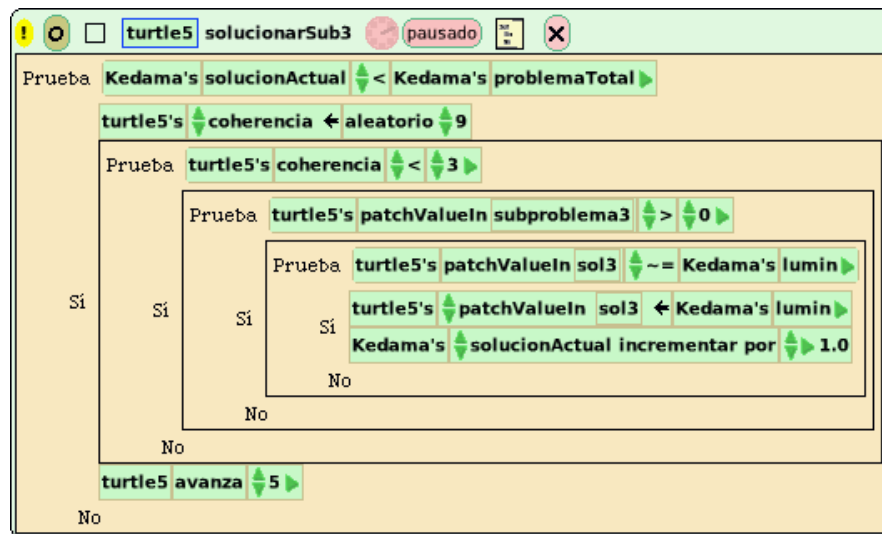 ! turtle5 solucionarSub3 pausado
Prueba Kedama's solucionActual < Kedama's problemaTotal
turtle5's coherencia ← aleatorio 9
Prueba turtle5's coherencia < 3
Prueba turtle5's patchValueIn subproblema3 > 0
Prueba turtle5's patchValueIn sol3 ~= Kedama's lumin
Sí Sí Sí Sí turtle5's patchValueIn sol3 ← Kedama's lumin
Kedama's solucionActual incrementar por 1.0
No
No
No
turtle5 avanza 5
No